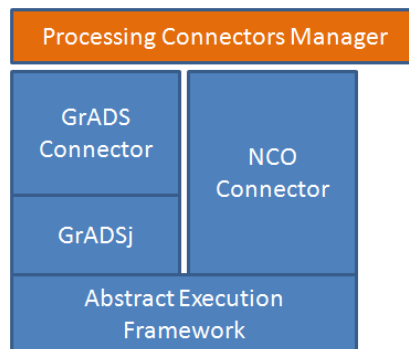 Processing Connectors Manager
GrADS
Connector
NCO
Connector
GrADSj
Abstract Execution
Framework